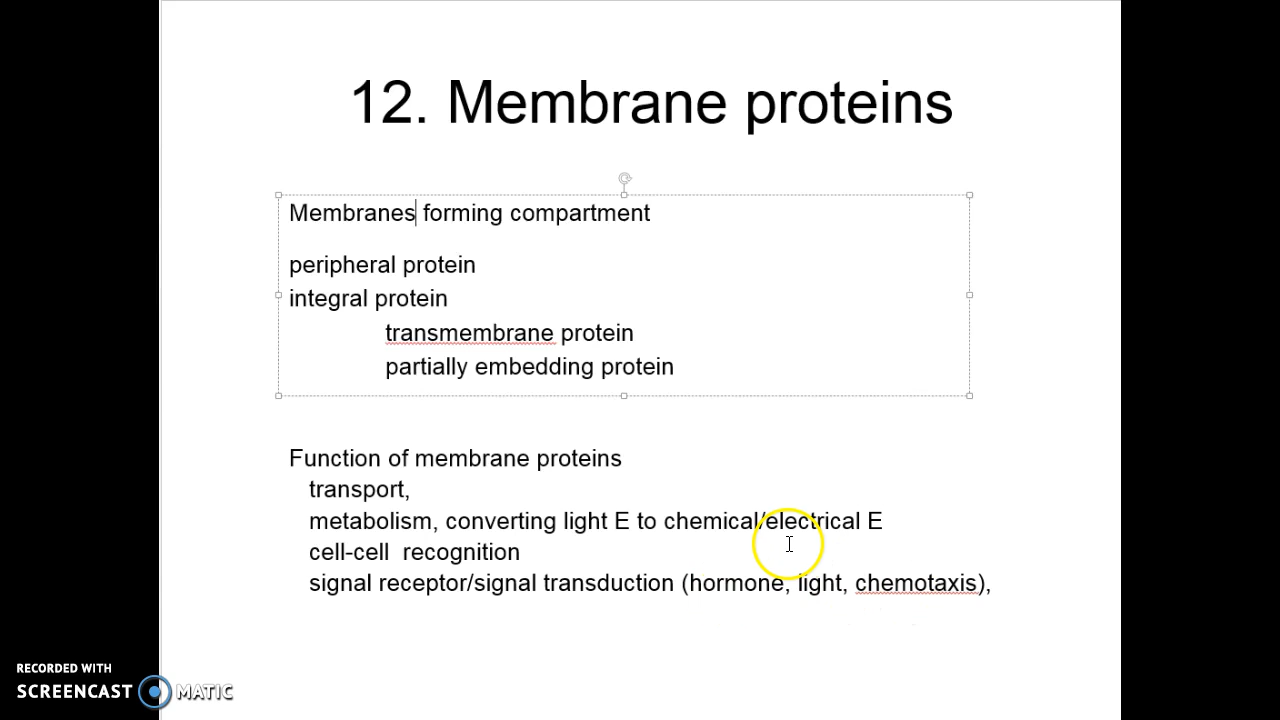 12. Membrane proteins
Membranes forming compartment
peripheral protein
integral protein
transmembrane protein
partially embedding protein
Function of membrane proteins
transport,
metabolism, converting light E to chemical/electrical E
cell-cell  recognition
signal receptor/signal transduction (hormone, light, chemotaxis),
RECORDED WITH
SCREENCAST MATIC